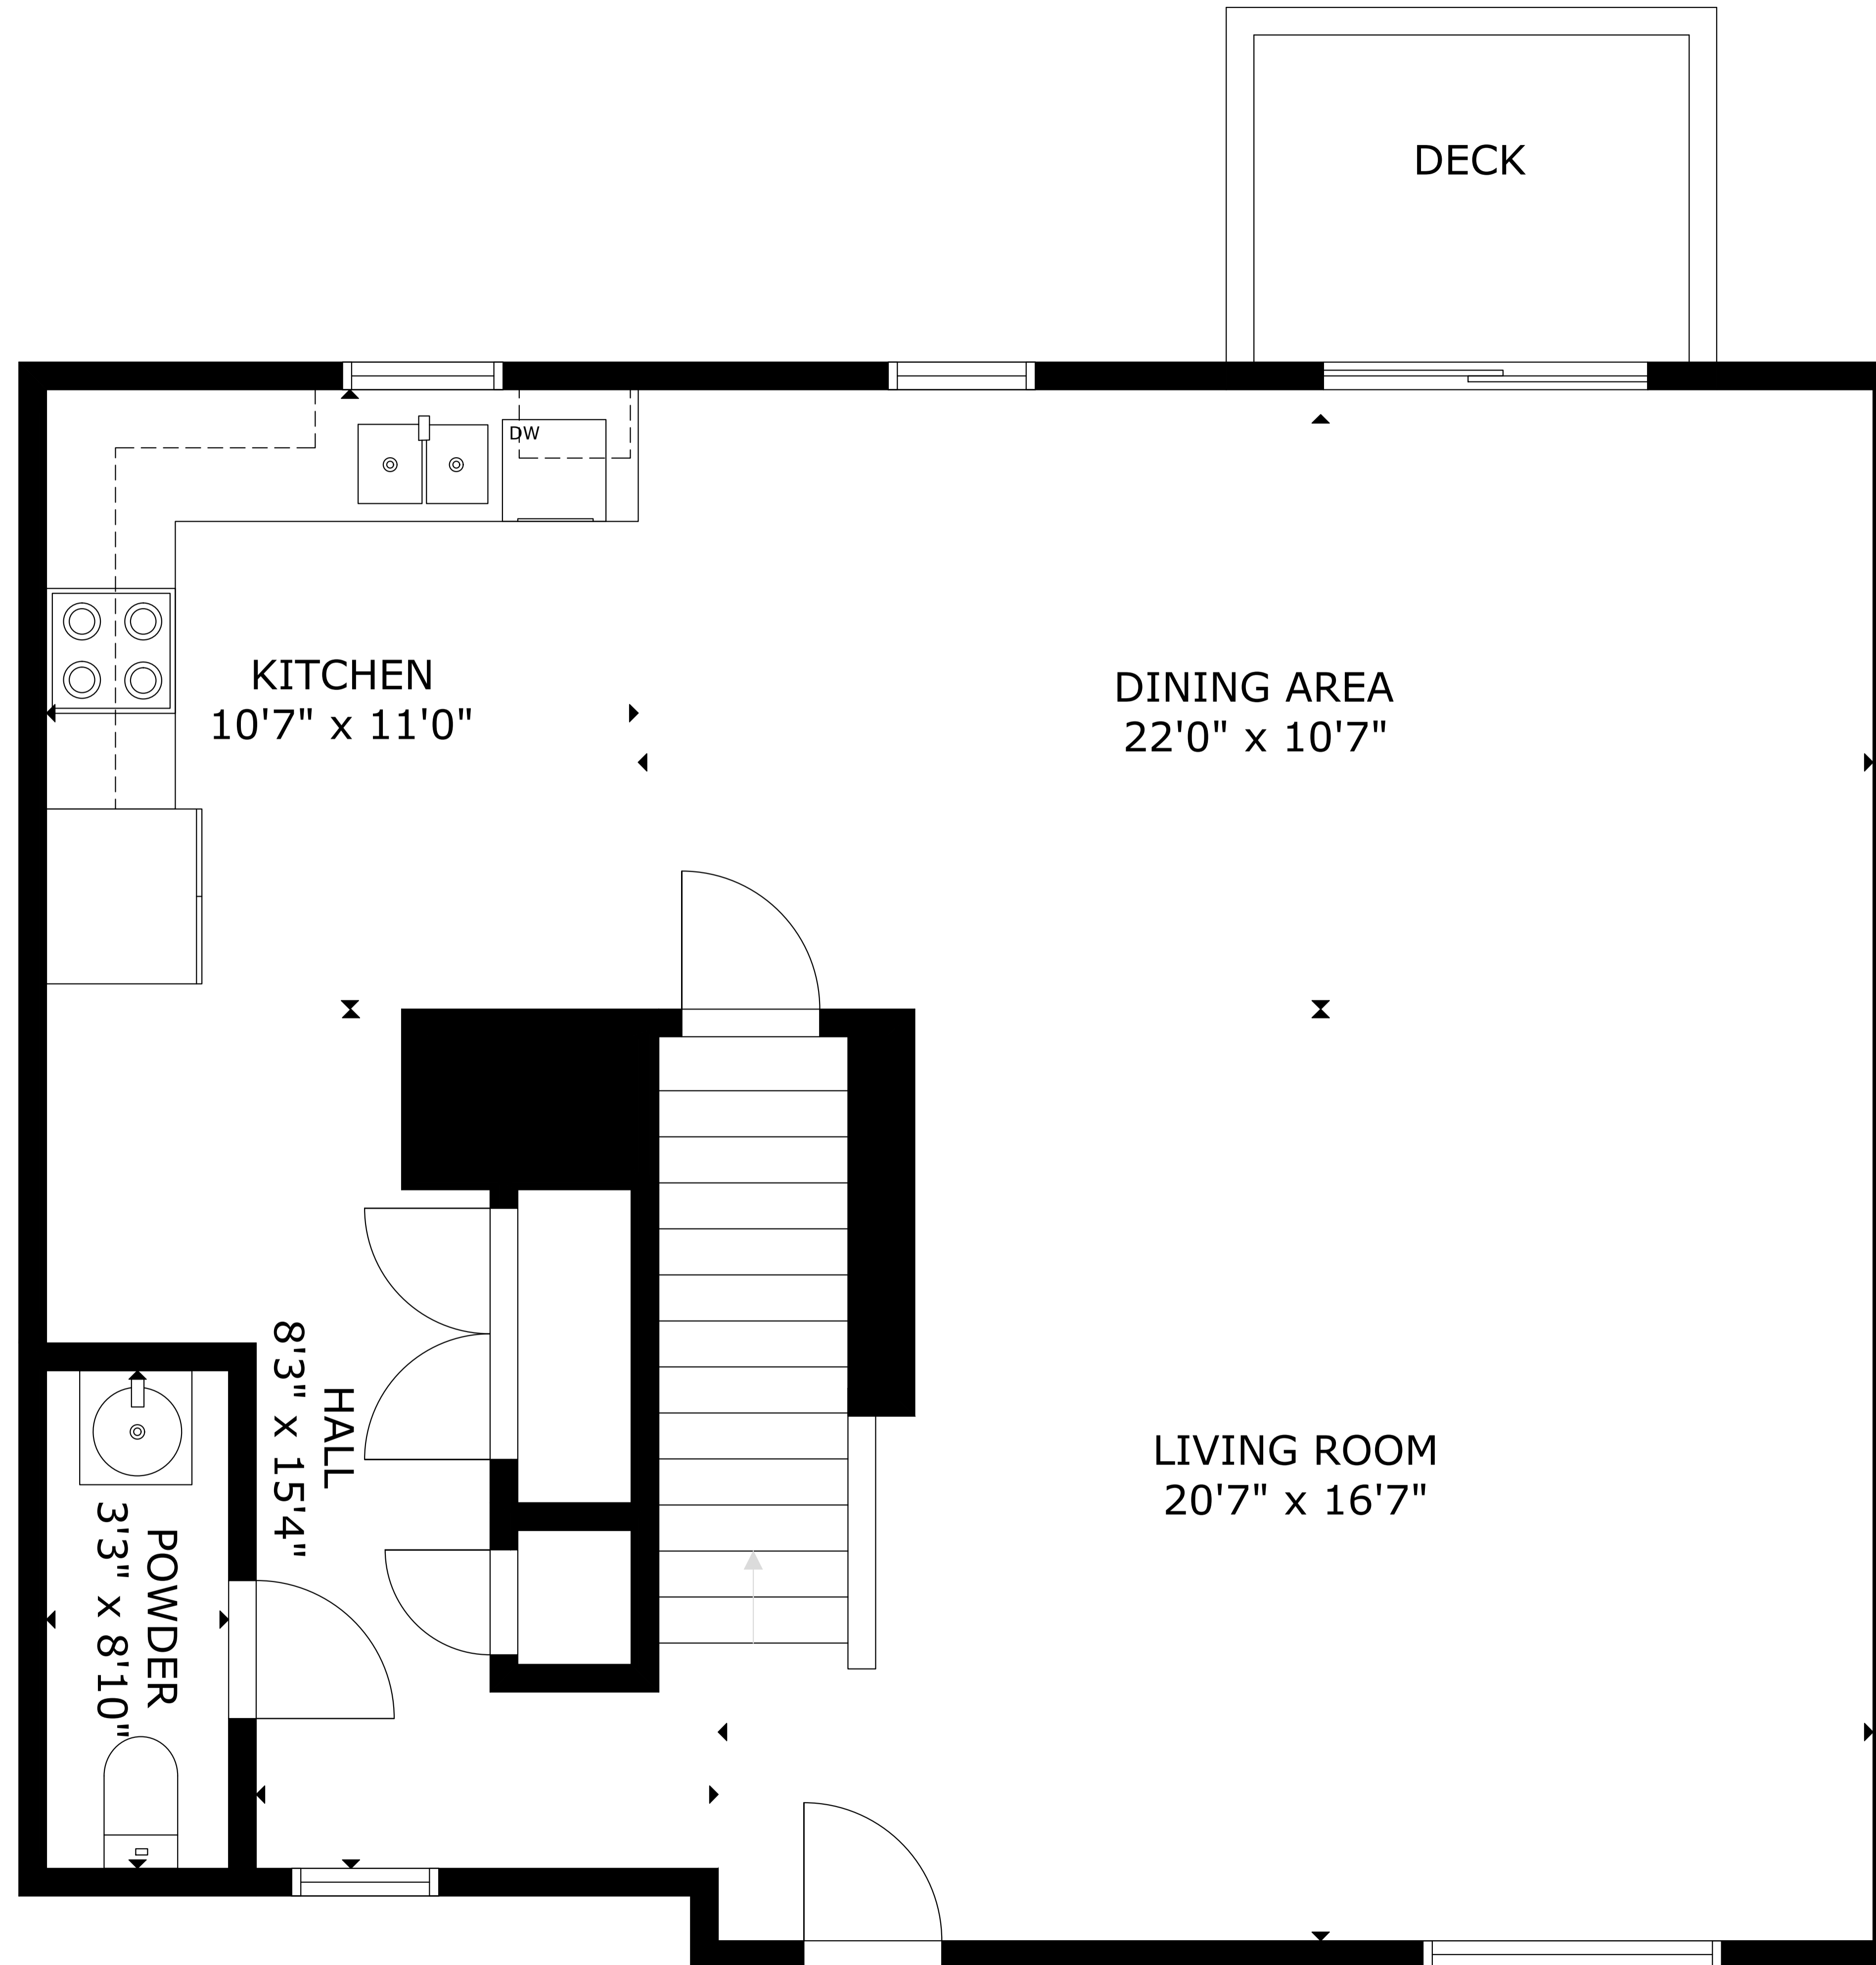 DECK
DW
KITCHEN
10'7" x 11'0"
DINING AREA
22'0" x 10'7"
HALL
8'3" x 15'4"
LIVING ROOM
20'7" x 16'7"
POWDER
3'3" x 8'10"